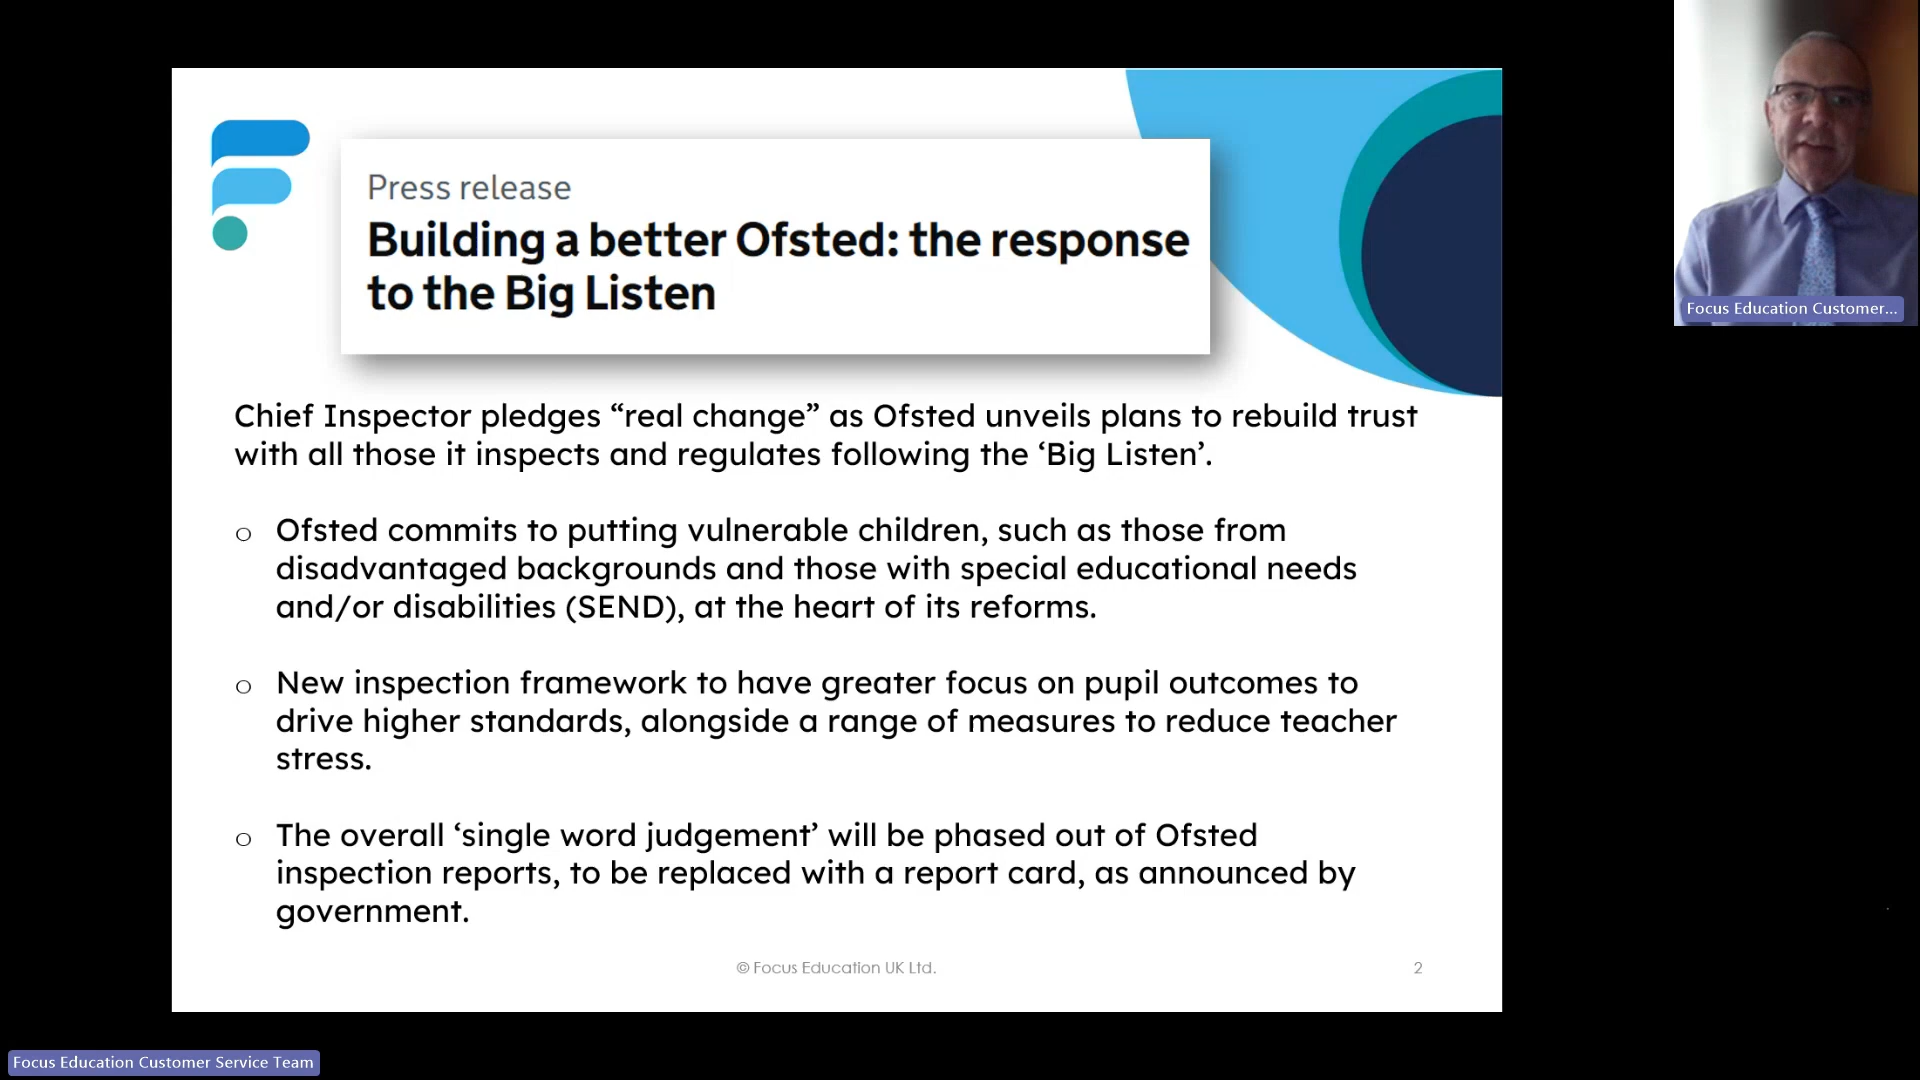 Press release
Building a better Ofsted: the response
to the Big Listen
Chief Inspector pledges “real change” as Ofsted unveils plans to rebuild trust
with all those it inspects and regulates following the ‘Big Listen’.
o Ofsted commits to putting vulnerable children, such as those from
disadvantaged backgrounds and those with special educational needs
and/or disabilities (SEND), at the heart of its reforms.
o New inspection framework to have greater focus on pupil outcomes to
drive higher standards, alongside a range of measures to reduce teacher
stress.
o The overall ‘single word judgement’ will be phased out of Ofsted
inspection reports, to be replaced with a report card, as announced by
government.
© Focus Education UK Ltd.
2
Focus Education Customer...
Focus Education Customer Service Team